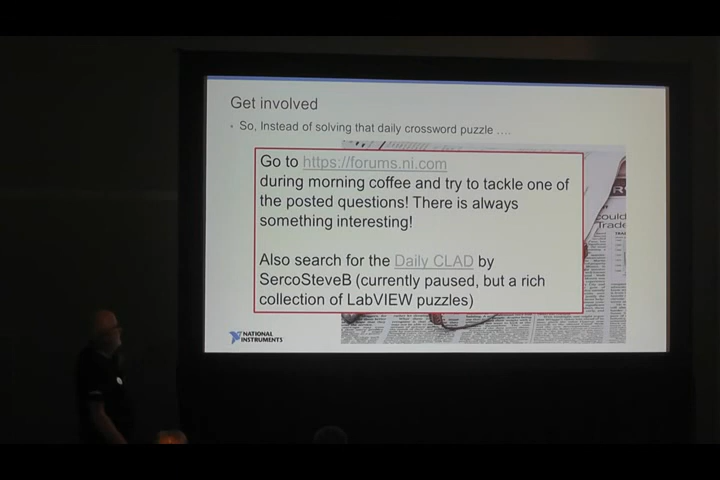 Get involved
• So, Instead of solving that daily crossword puzzle ….
Go to https://forums.ni.com
during morning coffee and try to tackle one of
the posted questions! There is always
something interesting!
Also search for the Daily CLAD by
SercoSteveB (currently paused, but a rich
collection of LabVIEW puzzles)
could
Trade
NATIONAL
INSTRUMENTS